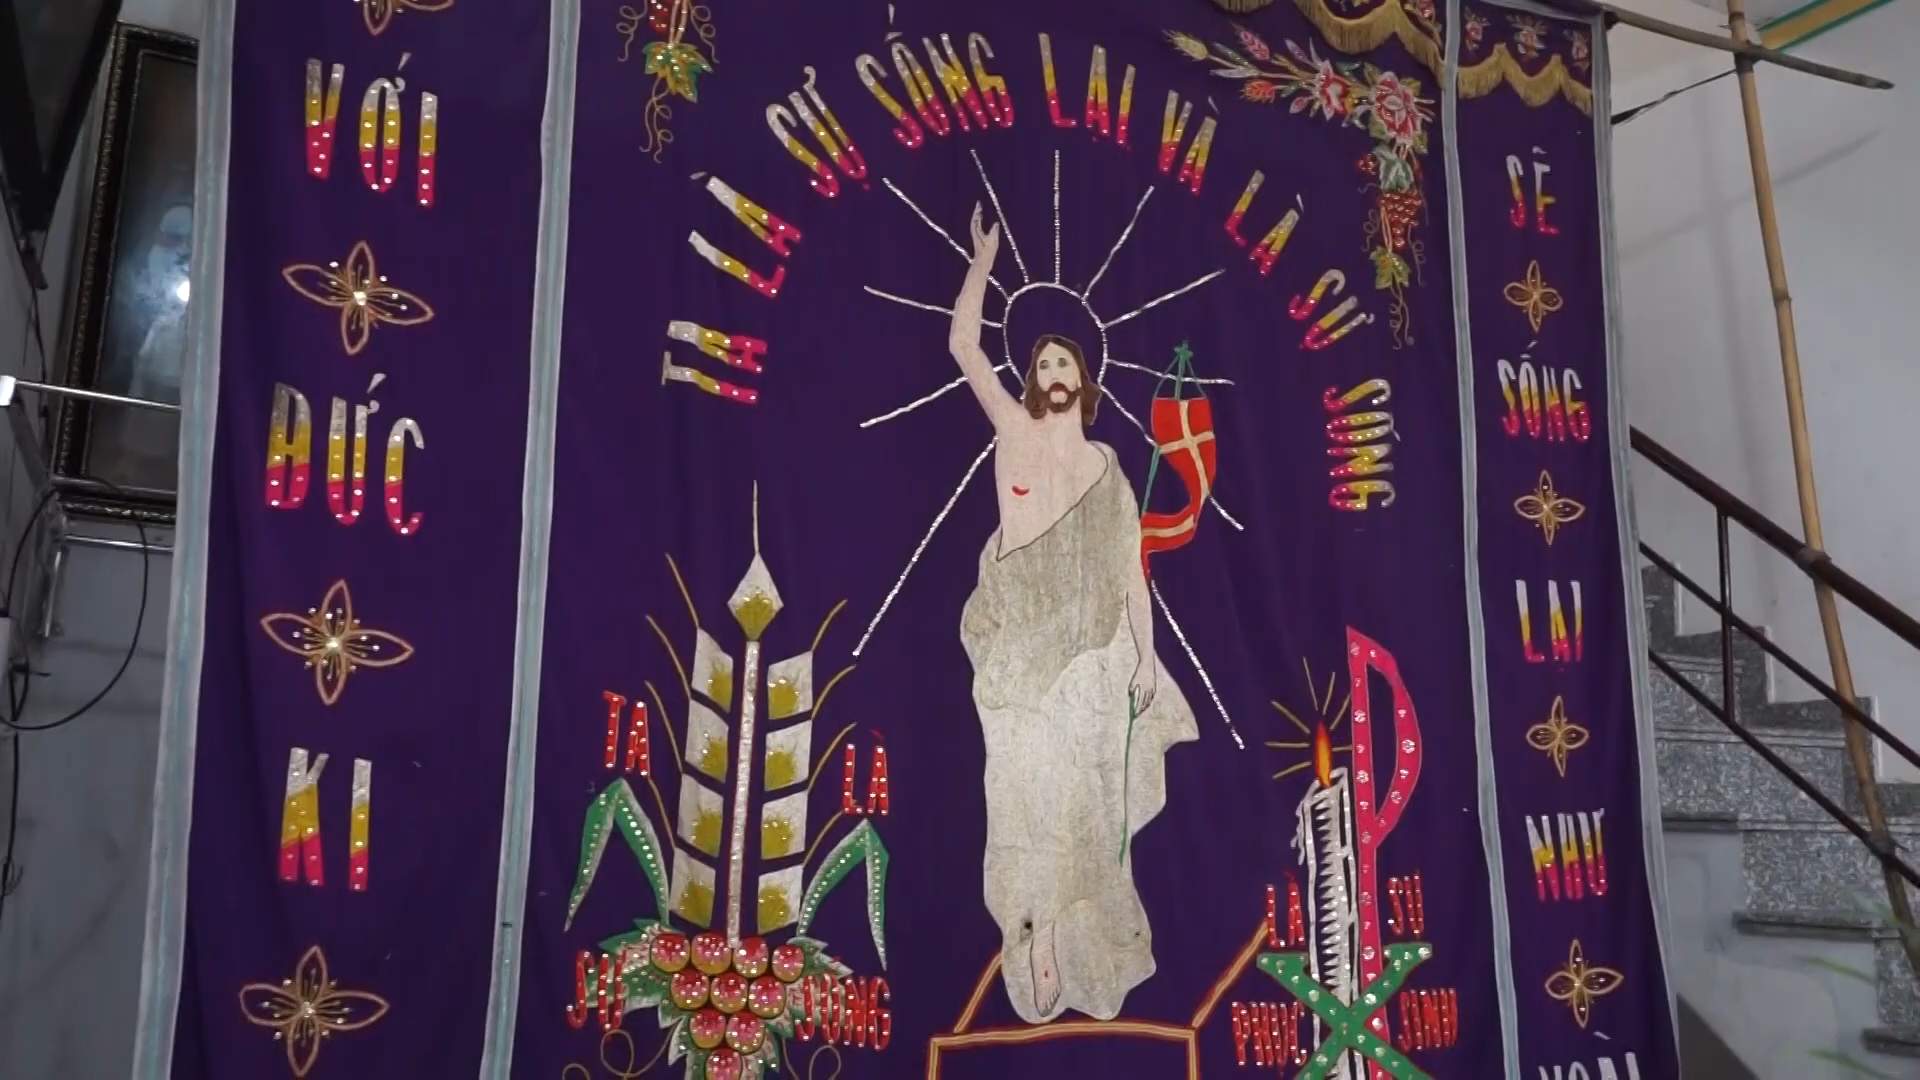 VỚI
ĐỨC
KI
TA LÀ SỰ SỐNG LẠI VÀ LÀ SỰ SỐNG
TA LÀ
SỰ SỐNG
LÀ SỰ
PHỤC SINH
SẼ
SỐNG
LẠI
NHƯ